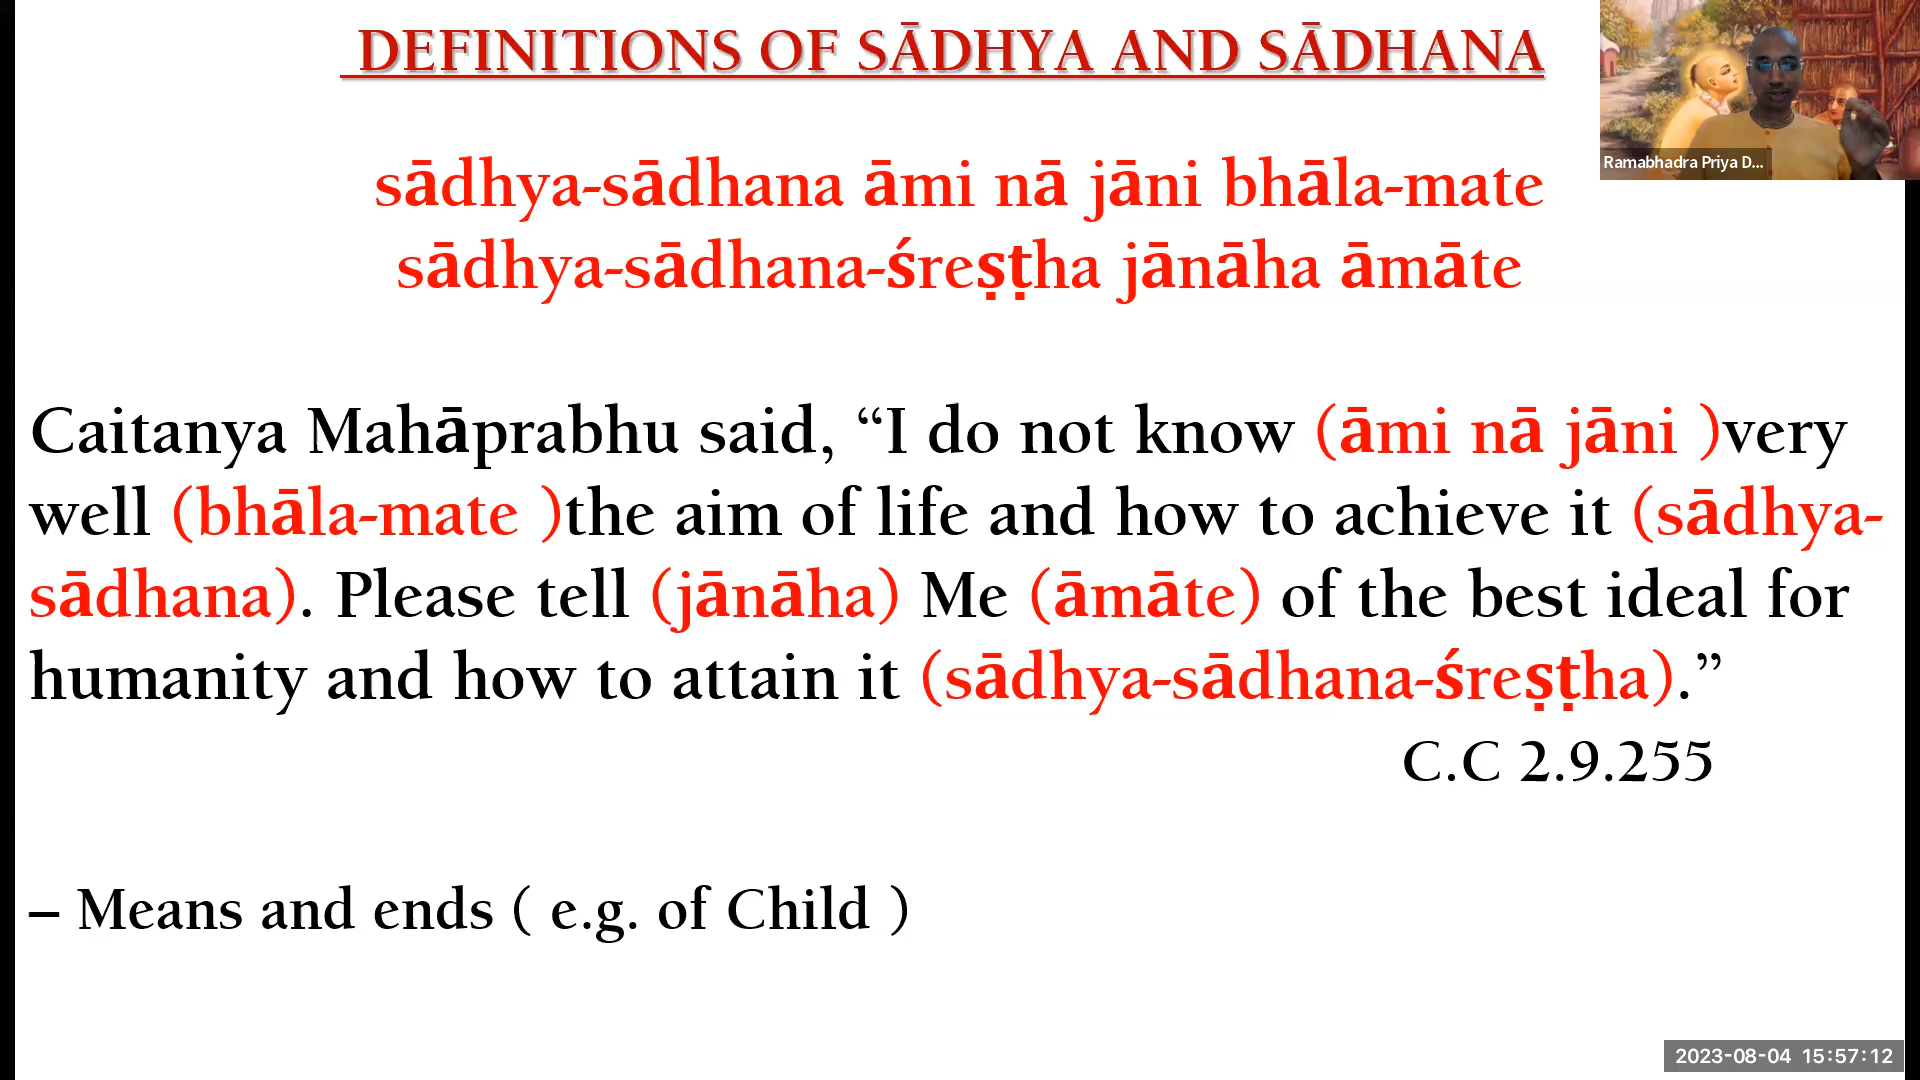 DEFINITIONS OF SĀDHYA AND SĀDHANA
Ramabhadra Priya D...
sādhya-sādhana āmi nā jāni bhāla-mate
sādhya-sādhana-śreṣṭha jānāha āmāte
Caitanya Mahāprabhu said, “I do not know (āmi nā jāni )very
well (bhāla-mate )the aim of life and how to achieve it (sādhya-
sādhana). Please tell (jānāha) Me (āmāte) of the best ideal for
humanity and how to attain it (sādhya-sādhana-śreṣṭha).”
C.C 2.9.255
– Means and ends ( e.g. of Child )
2023-08-04 15:57:12